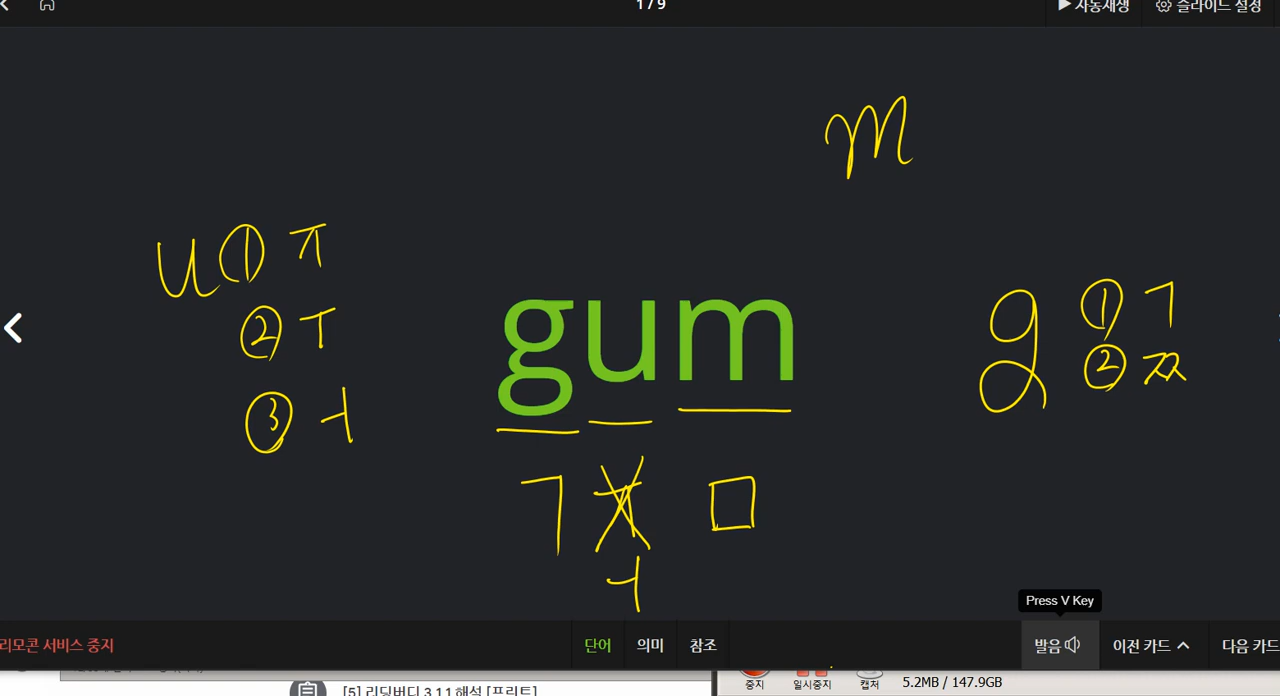 1 / 9
▶ 자동재생
슬라이드 설정
m
u ① ㅠ
② ㅜ
③ ㅓ
gum
g ① ㄱ
② ㅉ
ㄱ ㅠ ㅁ
ㅓ
Press V Key
리모콘 서비스 중지
단어
의미
참조
발음
이전 카드
다음 카드
[5] 리딩버디 3 1 1 해설 [프린트]
중지
일시중지
캡처
5.2MB / 147.9GB